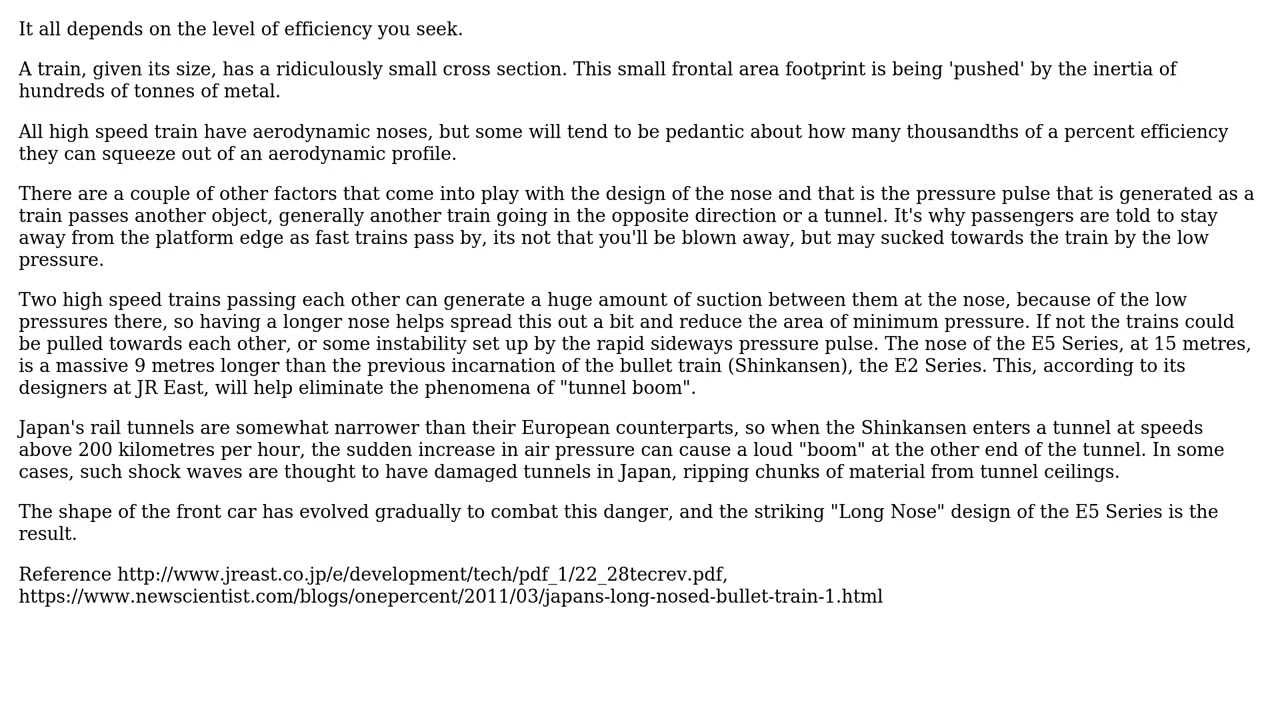 It all depends on the level of efficiency you seek.
A train, given its size, has a ridiculously small cross section. This small frontal area footprint is being 'pushed' by the inertia of
hundreds of tonnes of metal.
All high speed train have aerodynamic noses, but some will tend to be pedantic about how many thousandths of a percent efficiency
they can squeeze out of an aerodynamic profile.
There are a couple of other factors that come into play with the design of the nose and that is the pressure pulse that is generated as a
train passes another object, generally another train going in the opposite direction or a tunnel. It's why passengers are told to stay
away from the platform edge as fast trains pass by, its not that you'll be blown away, but may sucked towards the train by the low
pressure.
Two high speed trains passing each other can generate a huge amount of suction between them at the nose, because of the low
pressures there, so having a longer nose helps spread this out a bit and reduce the area of minimum pressure. If not the trains could
be pulled towards each other, or some instability set up by the rapid sideways pressure pulse. The nose of the E5 Series, at 15 metres,
is a massive 9 metres longer than the previous incarnation of the bullet train (Shinkansen), the E2 Series. This, according to its
designers at JR East, will help eliminate the phenomena of "tunnel boom".
Japan's rail tunnels are somewhat narrower than their European counterparts, so when the Shinkansen enters a tunnel at speeds
above 200 kilometres per hour, the sudden increase in air pressure can cause a loud "boom" at the other end of the tunnel. In some
cases, such shock waves are thought to have damaged tunnels in Japan, ripping chunks of material from tunnel ceilings.
The shape of the front car has evolved gradually to combat this danger, and the striking "Long Nose" design of the E5 Series is the
result.
Reference http://www.jreast.co.jp/e/development/tech/pdf_1/22_28tecrev.pdf,
https://www.newscientist.com/blogs/onepercent/2011/03/japans-long-nosed-bullet-train-1.html